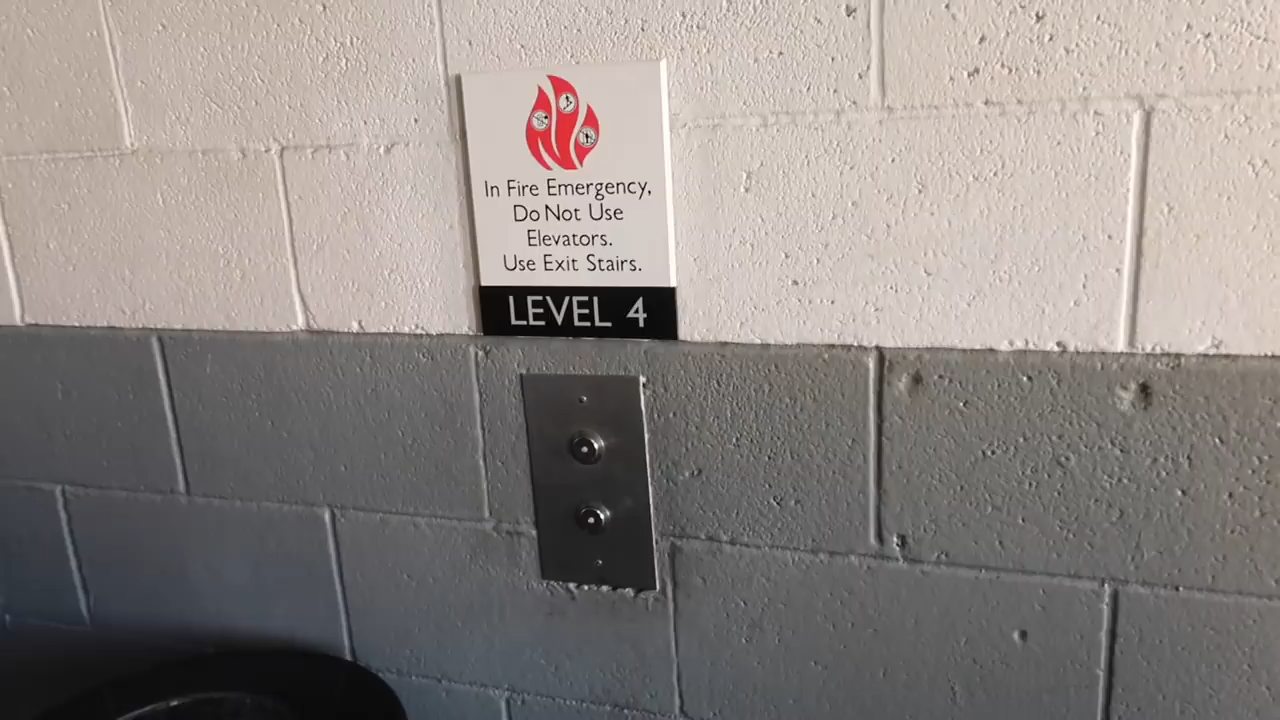 In Fire Emergency,
Do Not Use
Elevators.
Use Exit Stairs.
LEVEL 4